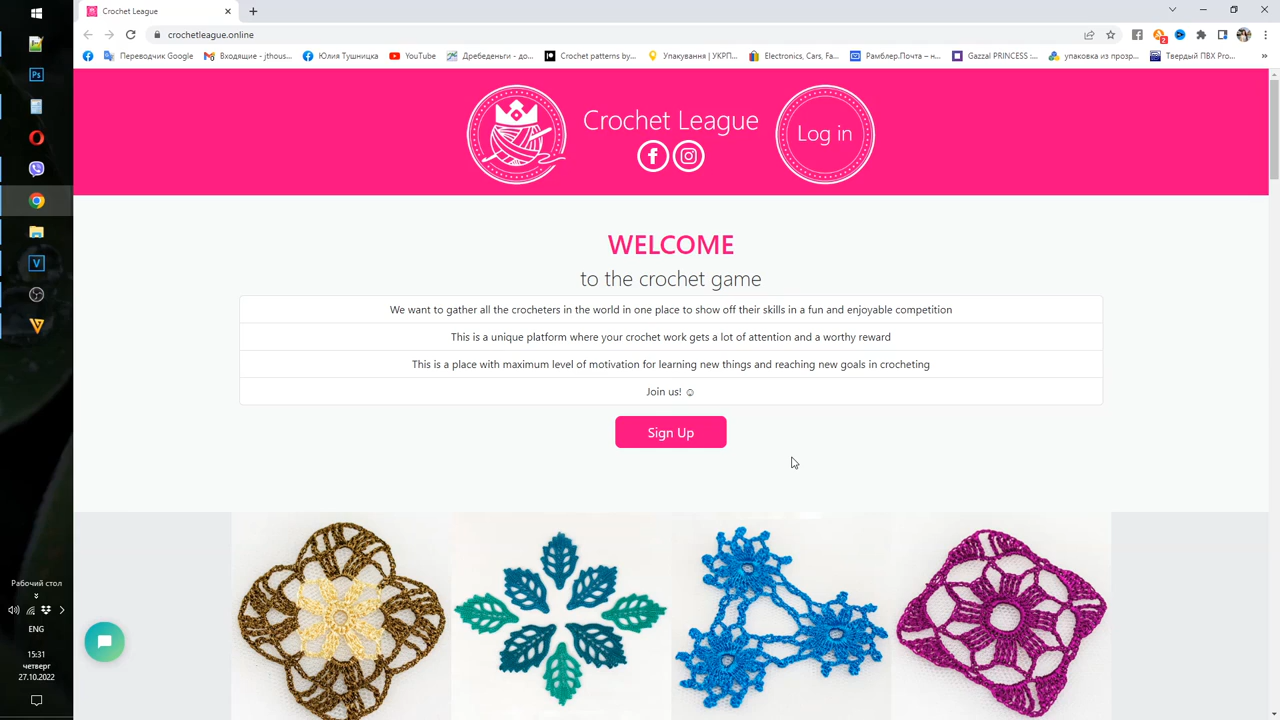 Crochet League
crochetleague.online
Переводчик Google
Входящие - jthous...
Юлия Тушницка
YouTube
Дребеденьги - до...
Crochet patterns by...
Упакування | УКРП...
Electronics, Cars, Fa...
Рамблер.Почта – н...
Gazzal PRINCESS :...
упаковка из прозр...
Твердый ПВХ Pro...
»
Crochet League
Log in
WELCOME
to the crochet game
We want to gather all the crocheters in the world in one place to show off their skills in a fun and enjoyable competition
This is a unique platform where your crochet work gets a lot of attention and a worthy reward
This is a place with maximum level of motivation for learning new things and reaching new goals in crocheting
Join us! ☺
Sign Up
Рабочий стол
ENG
15:31
четверг
27.10.2022